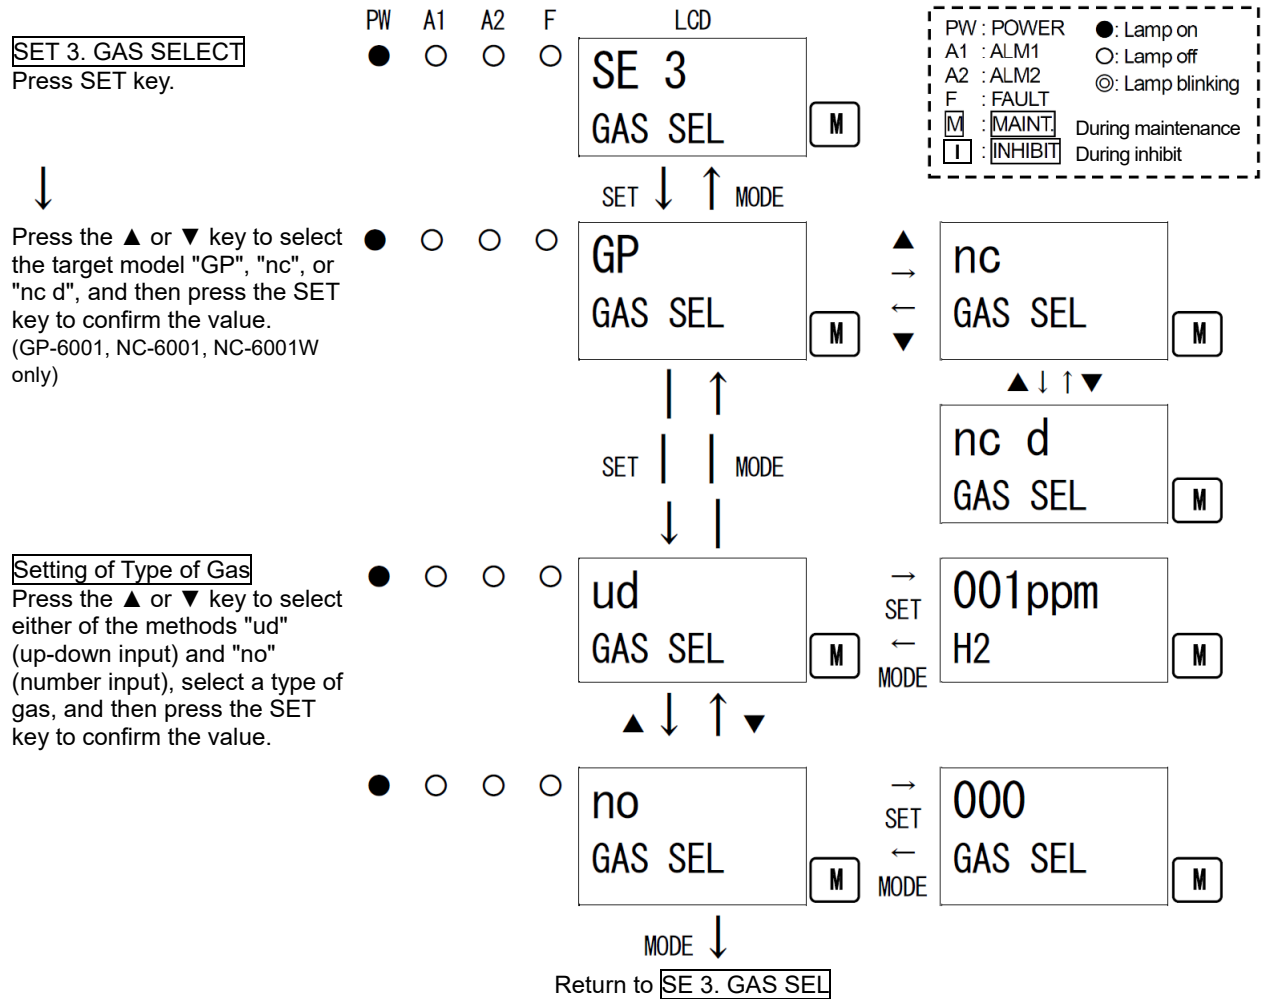 PW A1 A2 F LCD
SET 3. GAS SELECT
Press SET key.
● ○ ○ ○
SE 3
GAS SEL
M
PW : POWER ●: Lamp on
A1 : ALM1 ○: Lamp off
A2 : ALM2 ◎: Lamp blinking
F : FAULT
M : MAINT. During maintenance
I : INHIBIT During inhibit
↓
SET ↓ ↑ MODE
Press the ▲ or ▼ key to select
the target model "GP", "nc", or
"nc d", and then press the SET
key to confirm the value.
(GP-6001, NC-6001, NC-6001W
only)
● ○ ○ ○
GP
GAS SEL
M
▲
→
←
▼
nc
GAS SEL
M
▲↓↑▼
nc d
GAS SEL
M
SET ↓ ↑ MODE
Setting of Type of Gas
Press the ▲ or ▼ key to select
either of the methods "ud"
(up-down input) and "no"
(number input), select a type of
gas, and then press the SET
key to confirm the value.
● ○ ○ ○
ud
GAS SEL
M
→
SET
←
MODE
001ppm
H2
M
▲ ↓ ↑ ▼
● ○ ○ ○
no
GAS SEL
M
→
SET
←
MODE
000
GAS SEL
M
MODE ↓
Return to SE 3. GAS SEL